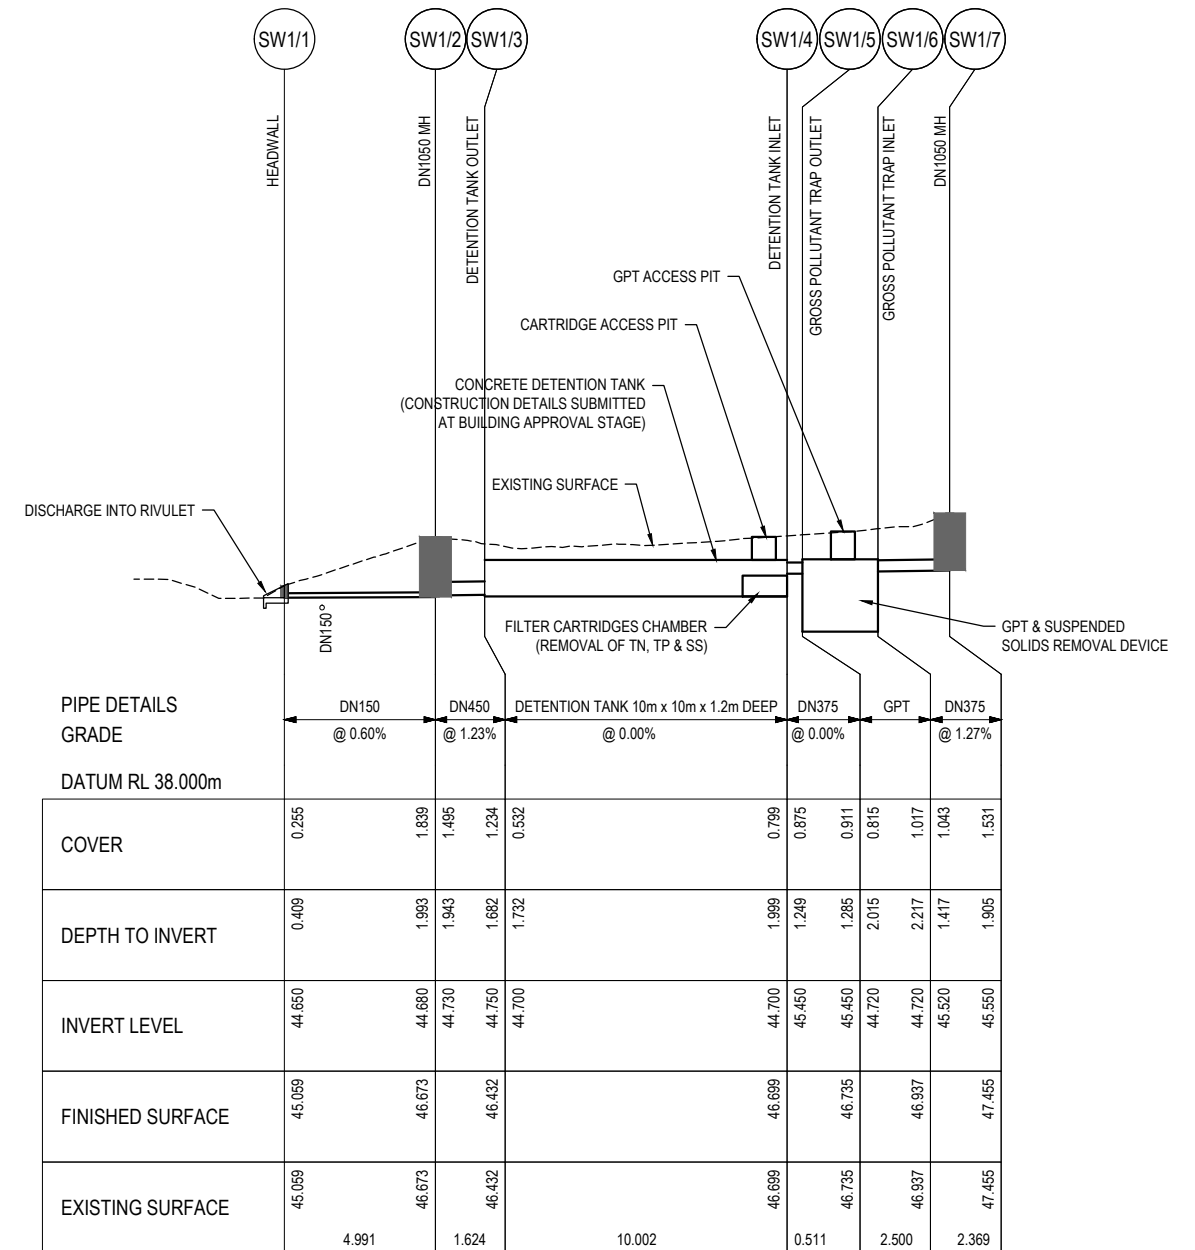 SW1/1 SW1/2 SW1/3 SW1/4 SW1/5 SW1/6 SW1/7
HEADWALL
DN1050 MH
DETENTION TANK OUTLET
DETENTION TANK INLET
GROSS POLLUTANT TRAP OUTLET
GROSS POLLUTANT TRAP INLET
DN1050 MH
GPT ACCESS PIT
CARTRIDGE ACCESS PIT
CONCRETE DETENTION TANK
(CONSTRUCTION DETAILS SUBMITTED
AT BUILDING APPROVAL STAGE)
EXISTING SURFACE
DISCHARGE INTO RIVULET
DN150°
FILTER CARTRIDGES CHAMBER
(REMOVAL OF TN, TP & SS)
GPT & SUSPENDED
SOLIDS REMOVAL DEVICE
PIPE DETAILS DN150 DN450 DETENTION TANK 10m x 10m x 1.2m DEEP DN375 GPT DN375
GRADE @ 0.60% @ 1.23% @ 0.00% @ 0.00% @ 1.27%
DATUM RL 38.000m
COVER 0.255 1.839 1.495 1.234 0.532 0.799 0.875 0.911 0.815 1.017 1.043 1.531
DEPTH TO INVERT 0.409 1.993 1.943 1.682 1.732 1.999 1.249 1.285 2.015 2.217 1.417 1.905
INVERT LEVEL 44.650 44.680 44.730 44.750 44.700 44.700 45.450 45.450 44.720 44.720 45.520 45.550
FINISHED SURFACE 45.059 46.673 46.432 46.699 46.735 46.937 47.455
EXISTING SURFACE 45.059 46.673 46.432 46.699 46.735 46.937 47.455
4.991 1.624 10.002 0.511 2.500 2.369